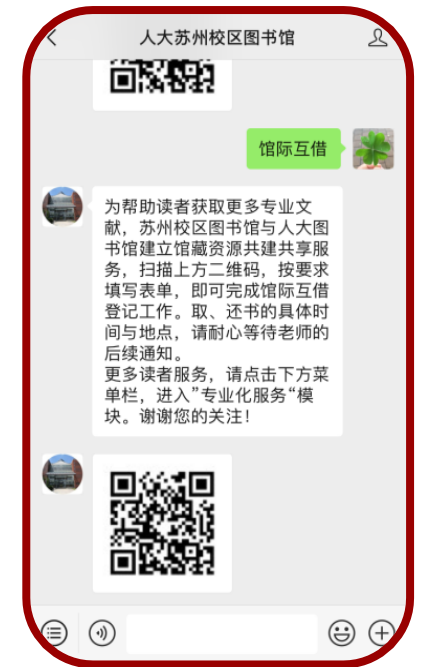 人大苏州校区图书馆
馆际互借
为帮助读者获取更多专业文
献，苏州校区图书馆与人大图
书馆建立馆藏资源共建共享服
务，扫描上方二维码，按要求
填写表单，即可完成馆际互借
登记工作。取、还书的具体时
间与地点，请耐心等待老师的
后续通知。
更多读者服务，请点击下方菜
单栏，进入”专业化服务“模
块。谢谢您的关注！